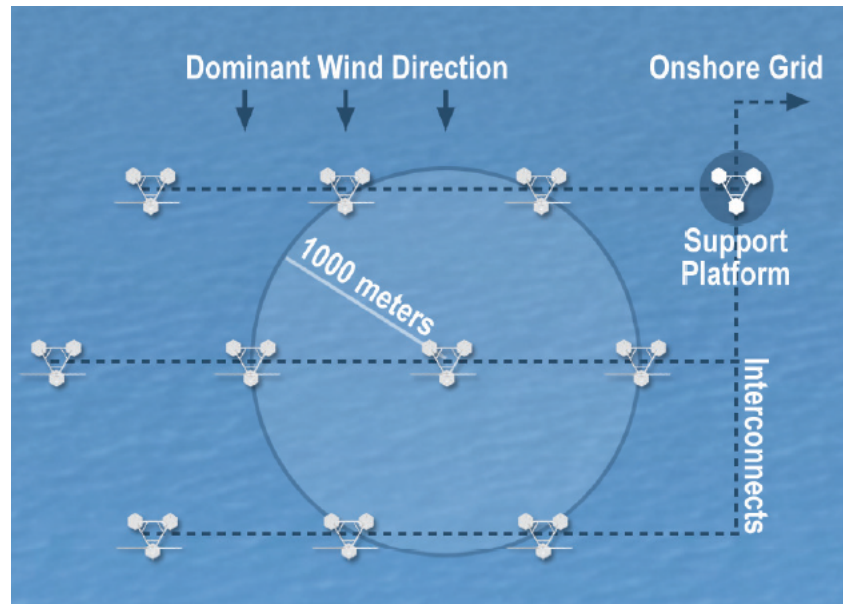 Dominant Wind Direction
Onshore Grid
Support
Platform
1000 meters
Interconnects